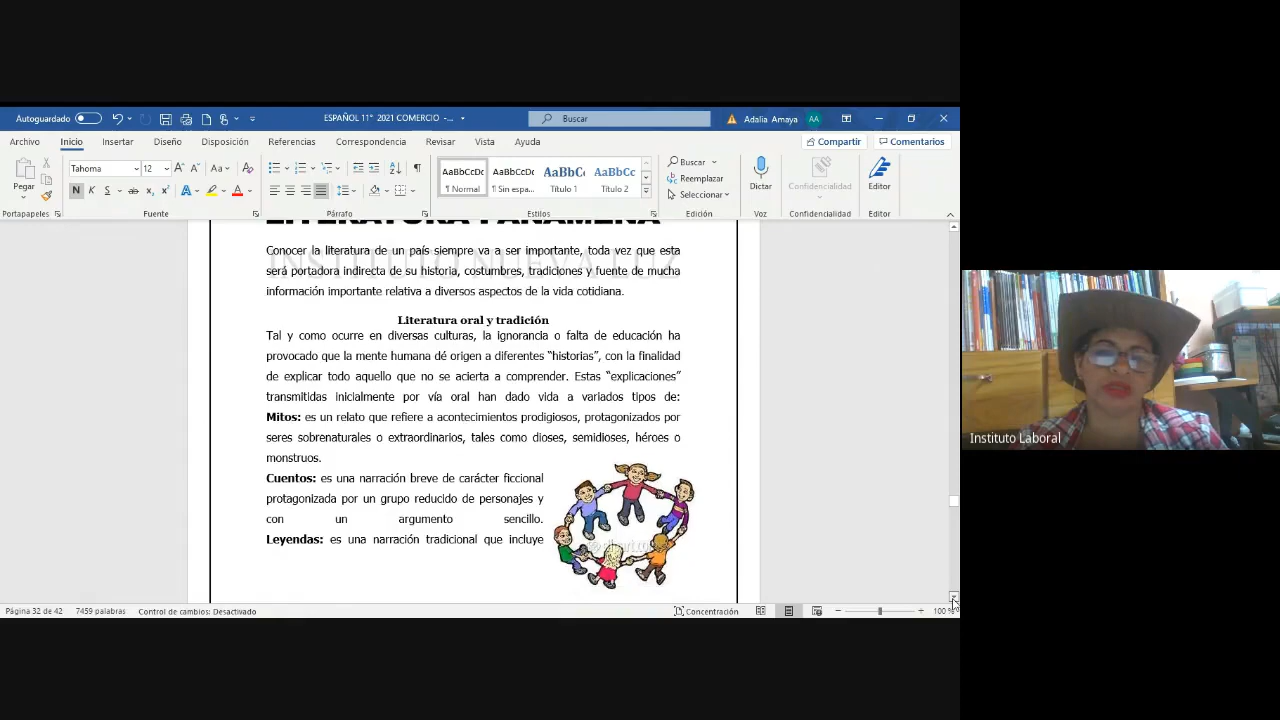 Autoguardado
ESPAÑOL 11° 2021 COMERCIO -...
Buscar
Adalia Amaya AA
Archivo Inicio Insertar Diseño Disposición Referencias Correspondencia Revisar Vista Ayuda
Compartir Comentarios
Pegar
Tahoma 12
N K S
Aa
AaBbCcDc AaBbCcDc AaBbC AaBbCc
¶ Normal ¶ Sin espa... Título 1 Título 2
Buscar
Reemplazar
Seleccionar
Dictar
Confidencialidad
Editor
Portapapeles Fuente Párrafo Estilos Edición Voz Confidencialidad Editor
LITERATURA PANAMEÑA
INSTITUTO NUEVA LUZ
Conocer la literatura de un país siempre va a ser importante, toda vez que esta
será portadora indirecta de su historia, costumbres, tradiciones y fuente de mucha
información importante relativa a diversos aspectos de la vida cotidiana.
Literatura oral y tradición
Tal y como ocurre en diversas culturas, la ignorancia o falta de educación ha
provocado que la mente humana dé origen a diferentes “historias”, con la finalidad
de explicar todo aquello que no se acierta a comprender. Estas “explicaciones”
transmitidas inicialmente por vía oral han dado vida a variados tipos de:
Mitos: es un relato que refiere a acontecimientos prodigiosos, protagonizados por
seres sobrenaturales o extraordinarios, tales como dioses, semidioses, héroes o
monstruos.
Cuentos: es una narración breve de carácter ficcional
protagonizada por un grupo reducido de personajes y
con un argumento sencillo.
Leyendas: es una narración tradicional que incluye
Página 32 de 42 7459 palabras Control de cambios: Desactivado
Concentración
100 %
Instituto Laboral